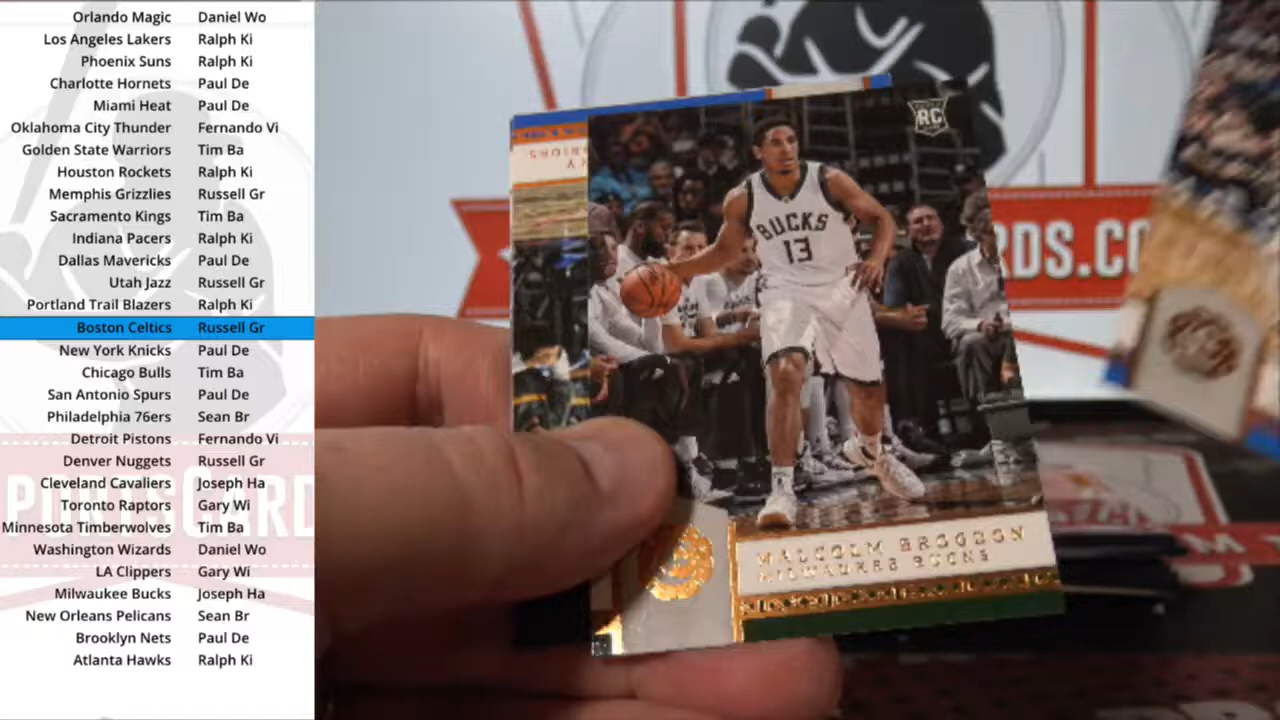 Orlando Magic Daniel Wo
Los Angeles Lakers Ralph Ki
Phoenix Suns Ralph Ki
Charlotte Hornets Paul De
Miami Heat Paul De
Oklahoma City Thunder Fernando Vi
Golden State Warriors Tim Ba
Houston Rockets Ralph Ki
Memphis Grizzlies Russell Gr
Sacramento Kings Tim Ba
Indiana Pacers Ralph Ki
Dallas Mavericks Paul De
Utah Jazz Russell Gr
Portland Trail Blazers Ralph Ki
Boston Celtics Russell Gr
New York Knicks Paul De
Chicago Bulls Tim Ba
San Antonio Spurs Paul De
Philadelphia 76ers Sean Br
Detroit Pistons Fernando Vi
Denver Nuggets Russell Gr
Cleveland Cavaliers Joseph Ha
Toronto Raptors Gary Wi
Minnesota Timberwolves Tim Ba
Washington Wizards Daniel Wo
LA Clippers Gary Wi
Milwaukee Bucks Joseph Ha
New Orleans Pelicans Sean Br
Brooklyn Nets Paul De
Atlanta Hawks Ralph Ki
RC
BUCKS
13
RDS.CO
MALCOLM BROGDON
MILWAUKEE BUCKS